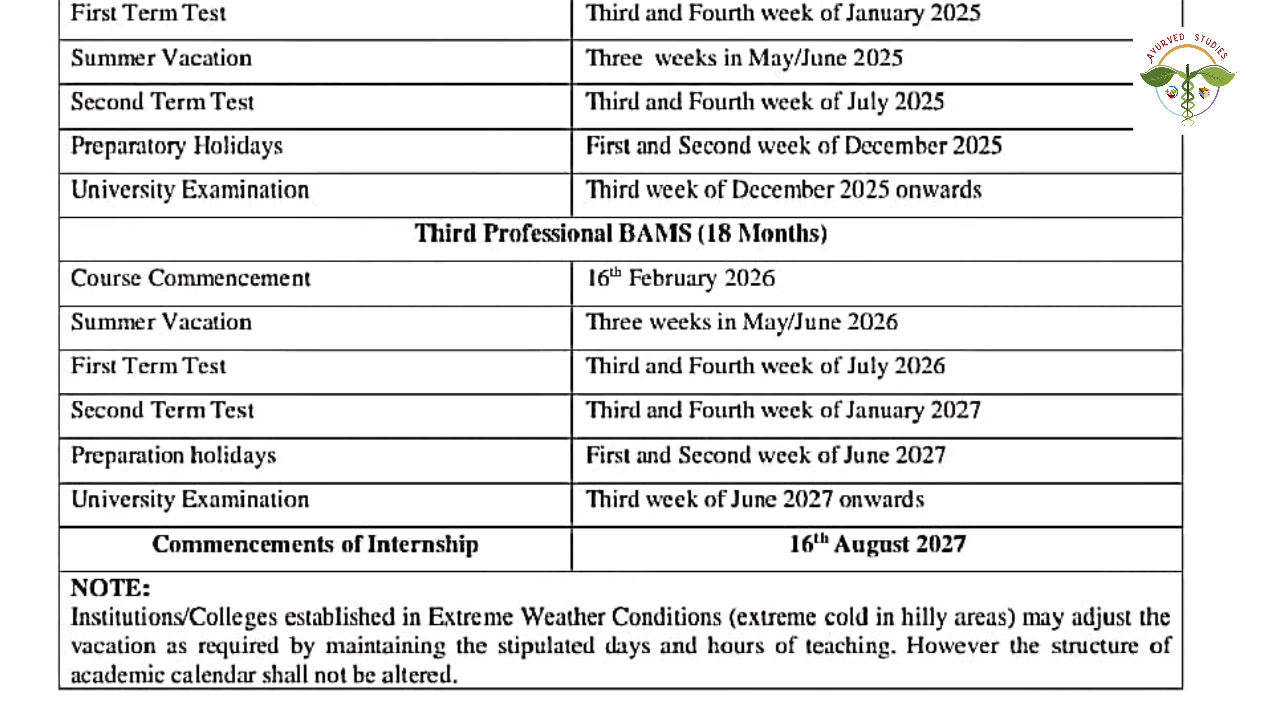 First Term Test Third and Fourth week of January 2025
AYURVED STUDIES
Summer Vacation Three weeks in May/June 2025
Second Term Test Third and Fourth week of July 2025
Preparatory Holidays First and Second week of December 2025
University Examination Third week of December 2025 onwards
Third Professional BAMS (18 Months)
Course Commencement 16th February 2026
Summer Vacation Three weeks in May/June 2026
First Term Test Third and Fourth week of July 2026
Second Term Test Third and Fourth week of January 2027
Preparation holidays First and Second week of June 2027
University Examination Third week of June 2027 onwards
Commencements of Internship 16th August 2027
NOTE:
Institutions/Colleges established in Extreme Weather Conditions (extreme cold in hilly areas) may adjust the
vacation as required by maintaining the stipulated days and hours of teaching. However the structure of
academic calendar shall not be altered.